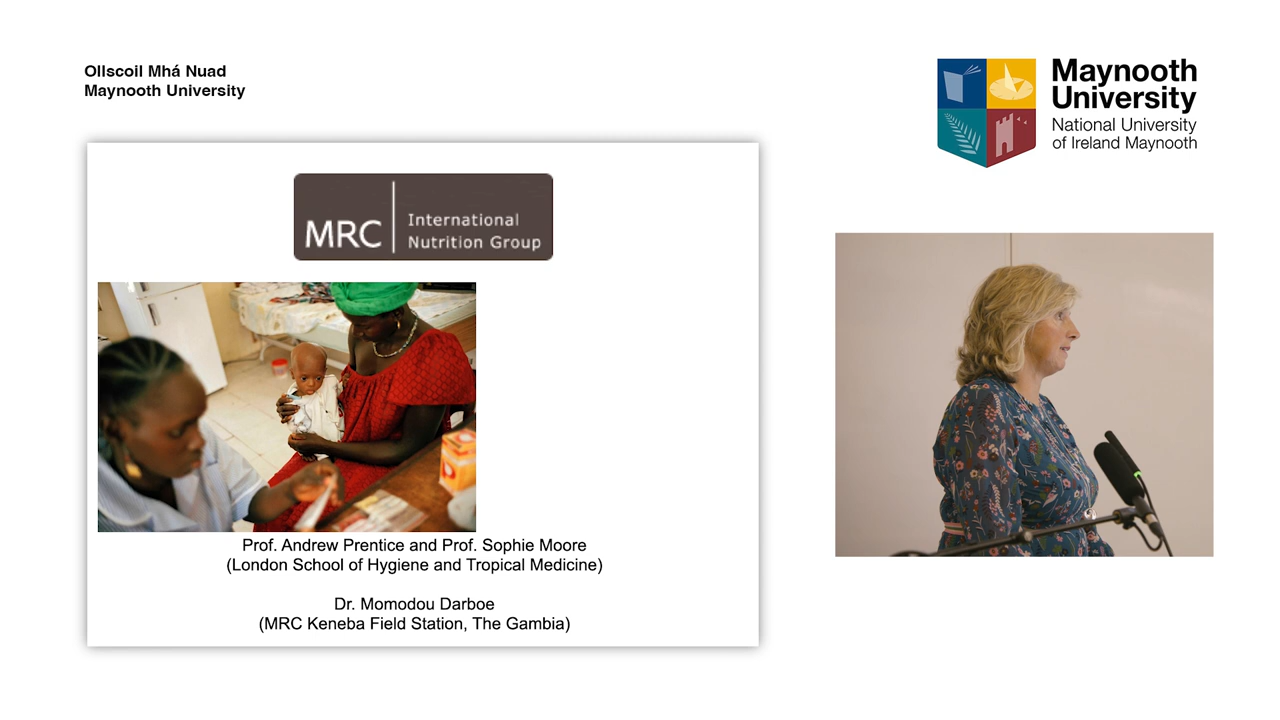 Ollscoil Mhá Nuad
Maynooth University
Maynooth
University
National University
of Ireland Maynooth
MRC
International
Nutrition Group
Prof. Andrew Prentice and Prof. Sophie Moore
(London School of Hygiene and Tropical Medicine)
Dr. Momodou Darboe
(MRC Keneba Field Station, The Gambia)